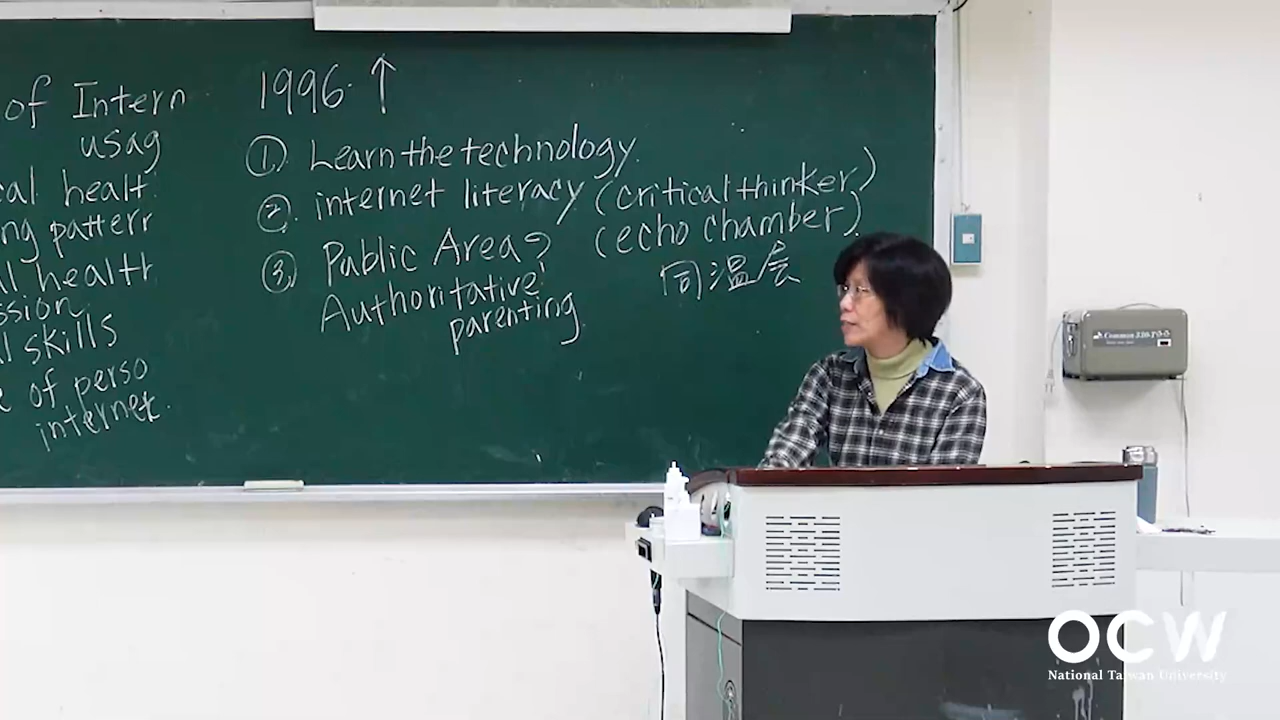 of Intern
usag
cal healt
ng patterr
al health
ssion
al skills
e of perso
internet.
1996 ↑
①. Learn the technology.
②. internet literacy (critical thinker.)
(echo chamber).
同温层
③. Public Area?
Authoritative
parenting.
Common 330-T
OCW
National Taiwan University